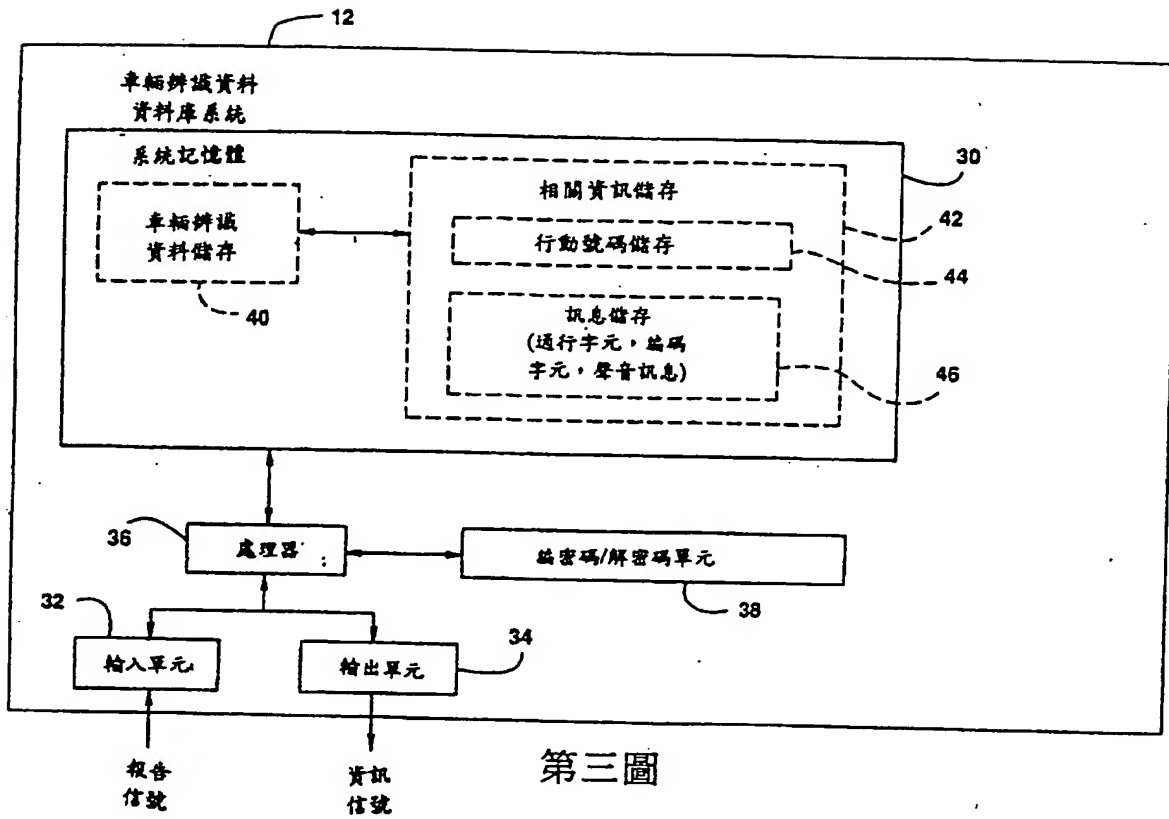 12
車輛辨識資料
資料庫系統
系統記憶體
30
相關資訊儲存
42
車輛辨識
資料儲存
行動號碼儲存
44
40
訊息儲存
(通行字元，編碼
字元，聲音訊息)
46
36
處理器
編密碼/解密碼單元
38
32
輸入單元
34
輸出單元
報告
信號
資訊
信號
第三圖